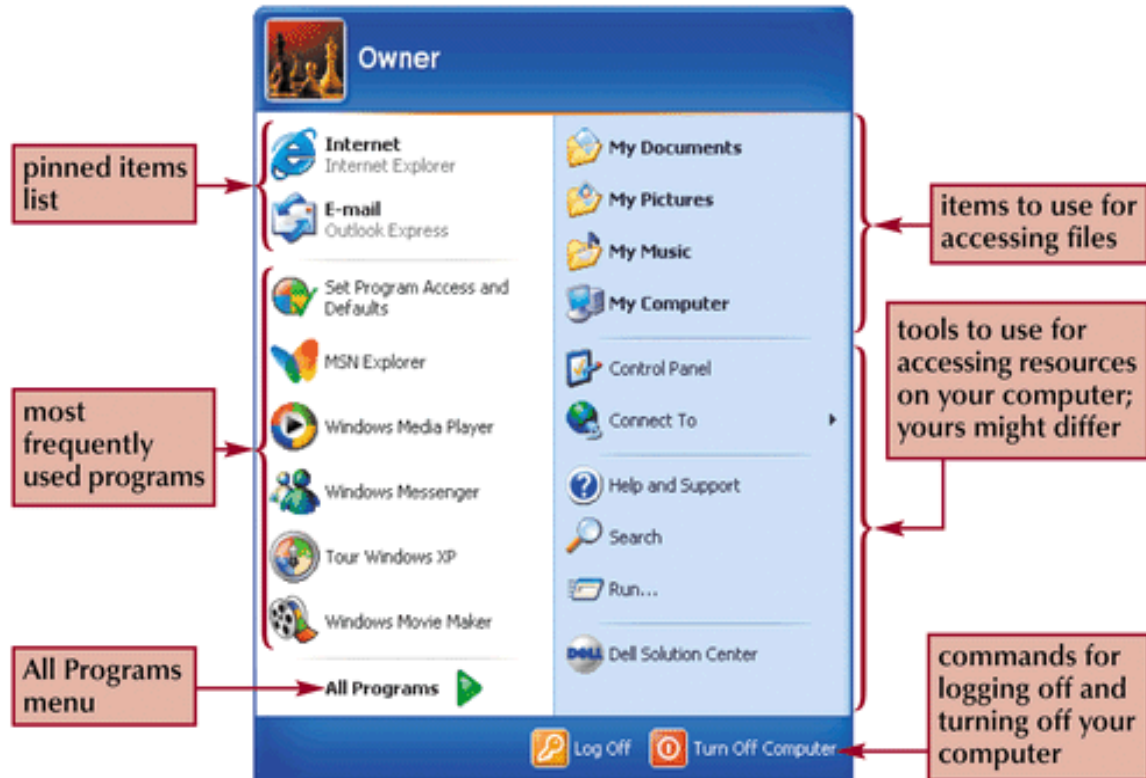 Owner
pinned items
list
Internet
Internet Explorer
E-mail
Outlook Express
most
frequently
used programs
Set Program Access and
Defaults
MSN Explorer
Windows Media Player
Windows Messenger
Tour Windows XP
Windows Movie Maker
All Programs
menu
All Programs
My Documents
My Pictures
My Music
My Computer
items to use for
accessing files
Control Panel
Connect To
Help and Support
Search
Run...
DELL Dell Solution Center
tools to use for
accessing resources
on your computer;
yours might differ
Log Off
Turn Off Computer
commands for
logging off and
turning off your
computer